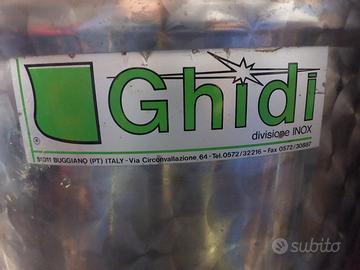 Ghidi
divisione INOX
51011 BUGGIANO (PT) ITALY - Via Circonvallazione, 64 - Tel. 0572/32216 - Fax 0572/30887
®
subito